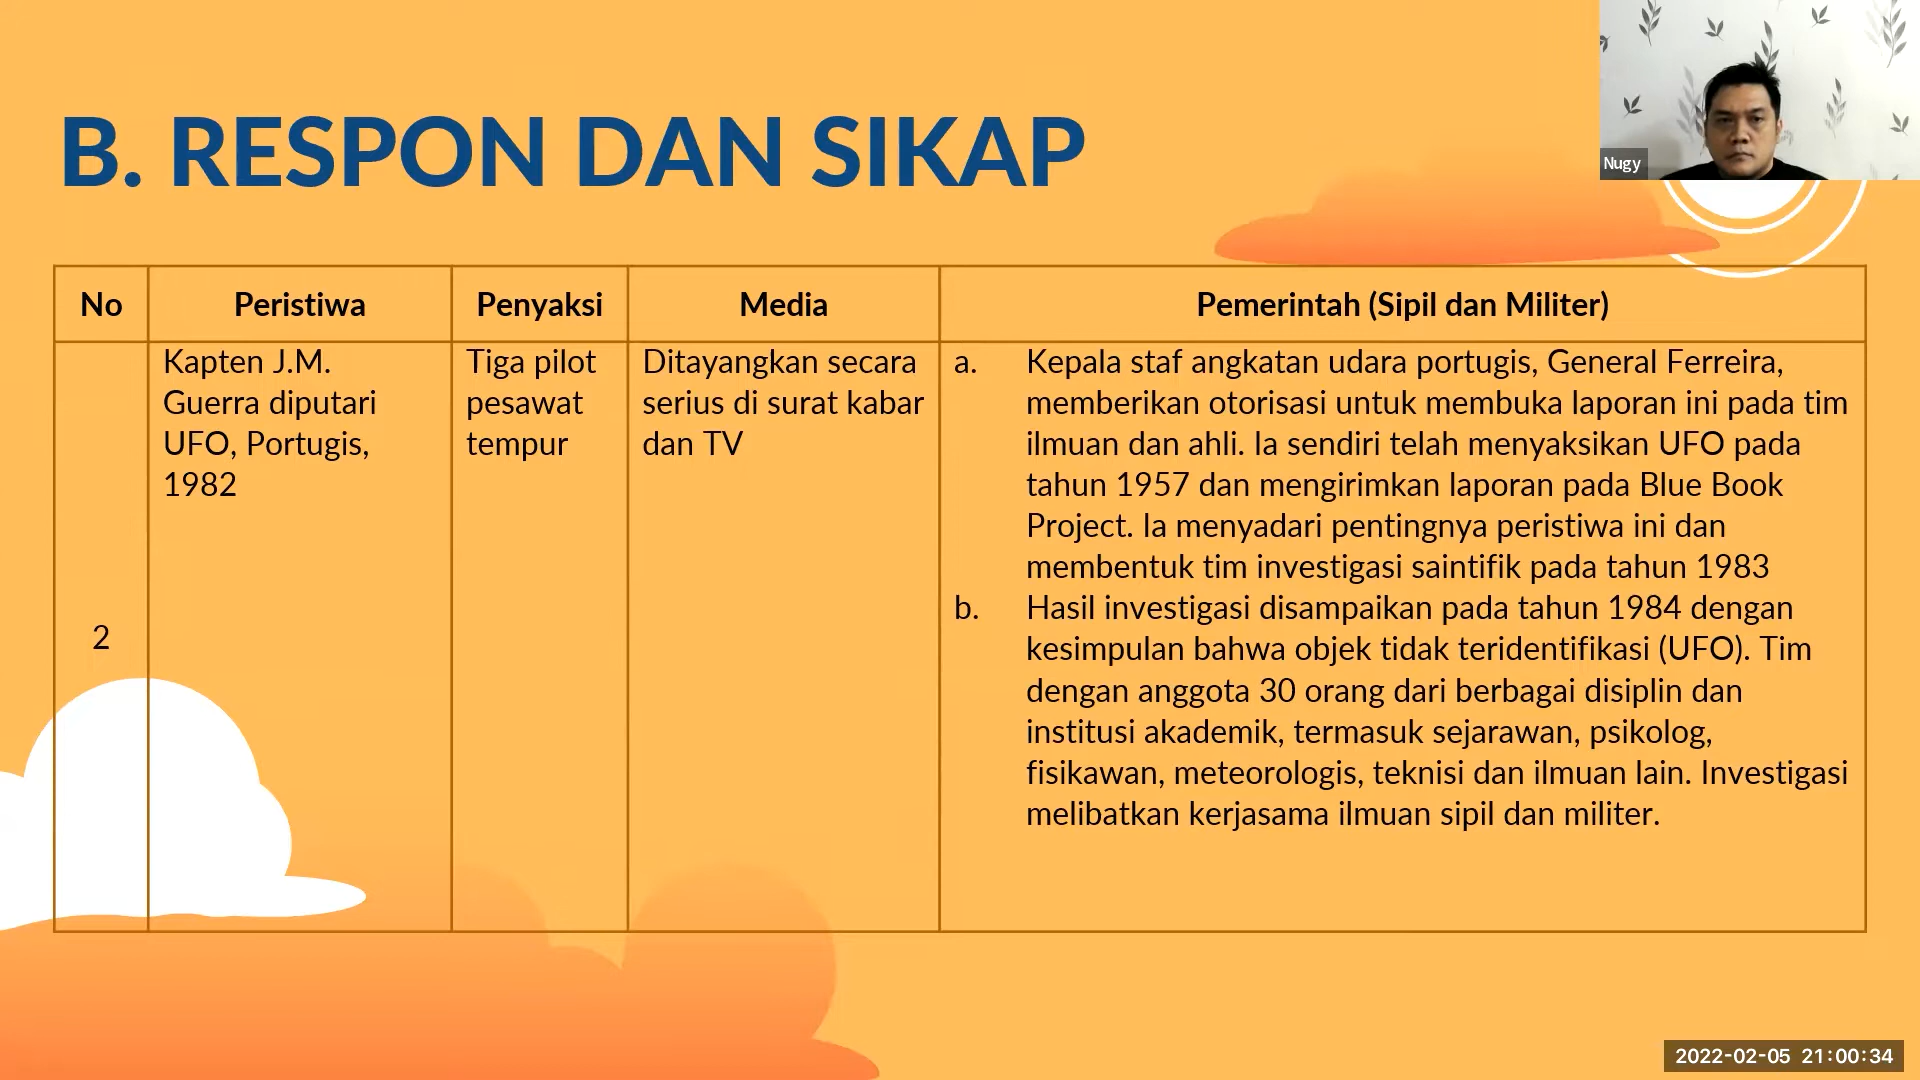 Nugy
B. RESPON DAN SIKAP
No
Peristiwa
Penyaksi
Media
Pemerintah (Sipil dan Militer)
2
Kapten J.M.
Guerra diputari
UFO, Portugis,
1982
Tiga pilot
pesawat
tempur
Ditayangkan secara
serius di surat kabar
dan TV
a. Kepala staf angkatan udara portugis, General Ferreira,
memberikan otorisasi untuk membuka laporan ini pada tim
ilmuan dan ahli. Ia sendiri telah menyaksikan UFO pada
tahun 1957 dan mengirimkan laporan pada Blue Book
Project. Ia menyadari pentingnya peristiwa ini dan
membentuk tim investigasi saintifik pada tahun 1983
b. Hasil investigasi disampaikan pada tahun 1984 dengan
kesimpulan bahwa objek tidak teridentifikasi (UFO). Tim
dengan anggota 30 orang dari berbagai disiplin dan
institusi akademik, termasuk sejarawan, psikolog,
fisikawan, meteorologis, teknisi dan ilmuan lain. Investigasi
melibatkan kerjasama ilmuan sipil dan militer.
2022-02-05 21:00:34